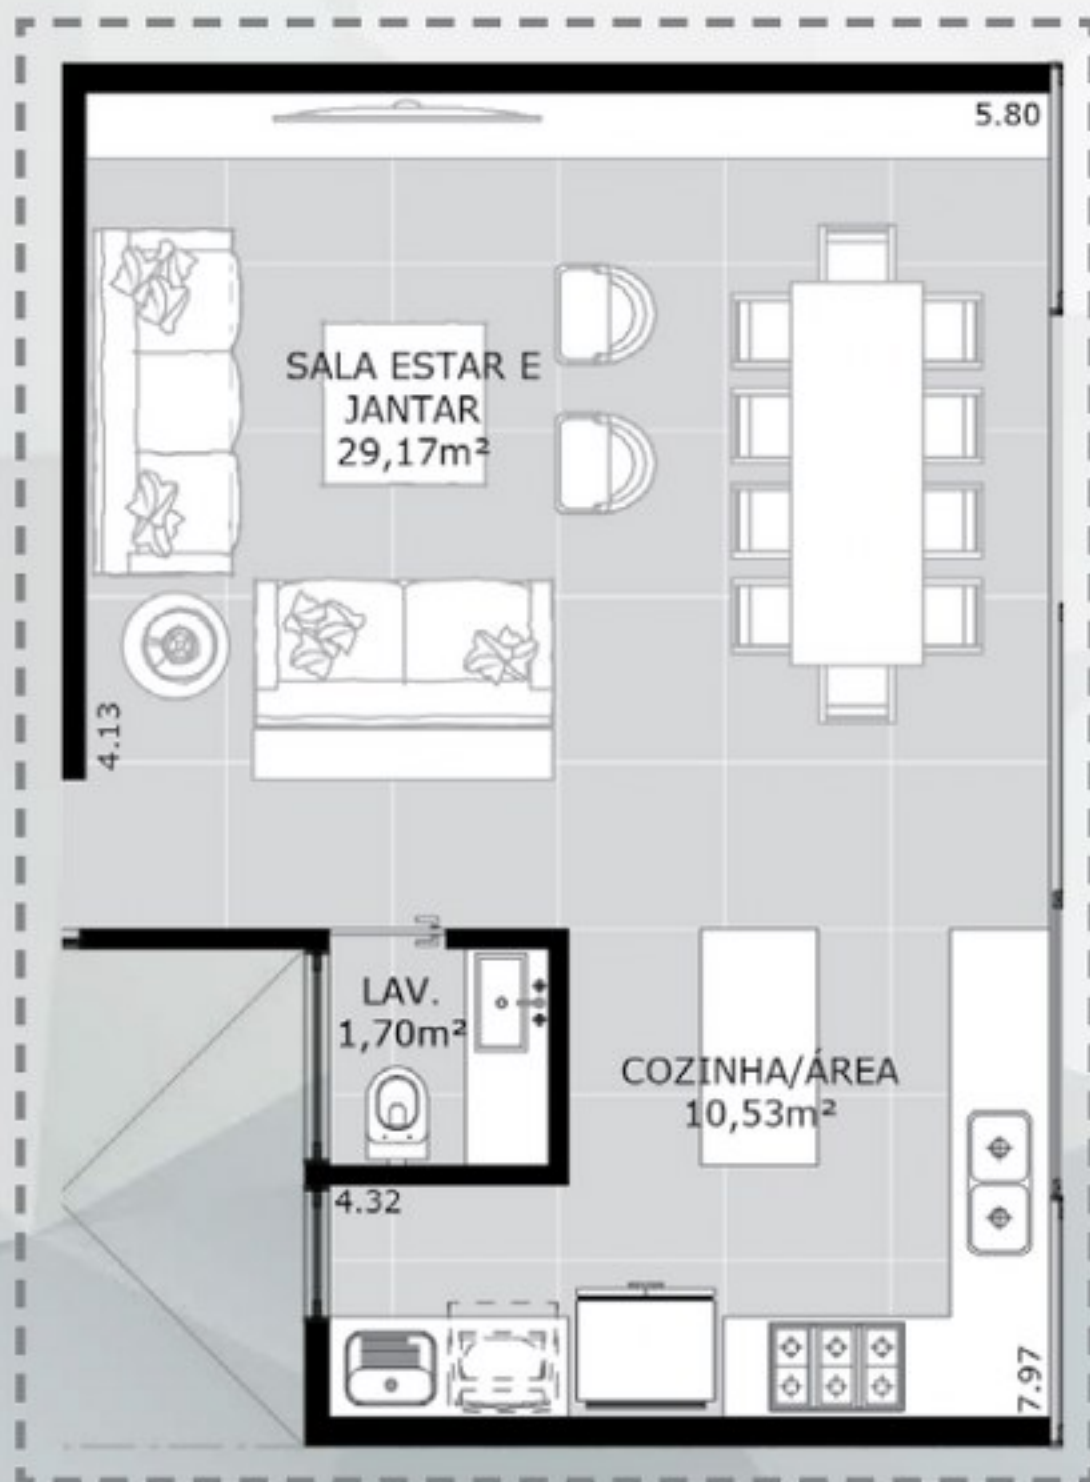 5.80
SALA ESTAR E
JANTAR
29,17m²
4.13
LAV.
1,70m²
COZINHA/ÁREA
10,53m²
4.32
7.97